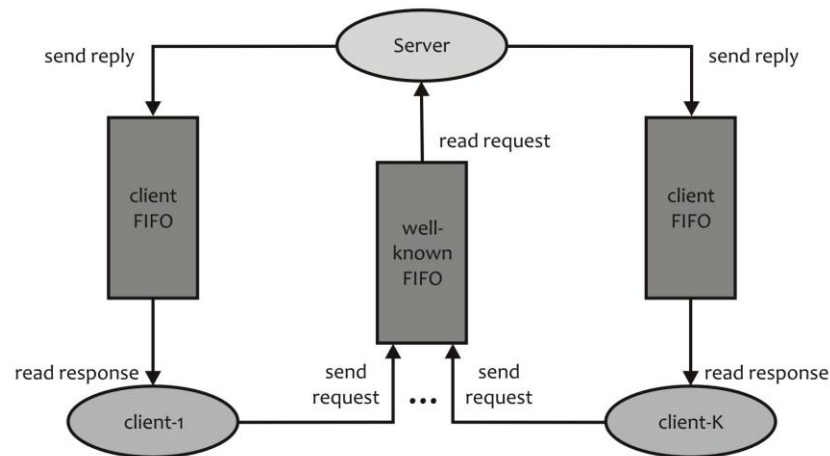 Server
send reply
send reply
read request
client
FIFO
well-
known
FIFO
client
FIFO
read response
send
request
...
send
request
read response
client-1
client-K